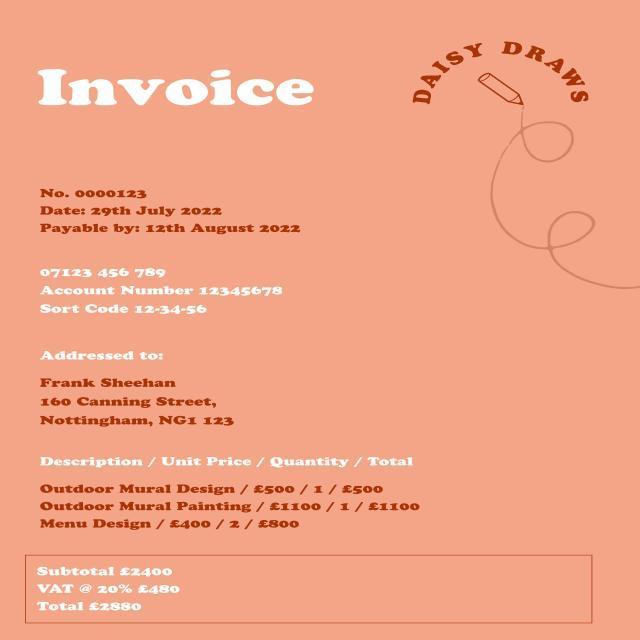 Invoice
DAISY DRAWS
No. 0000123
Date: 29th July 2022
Payable by: 12th August 2022
07123 456 789
Account Number 12345678
Sort Code 12-34-56
Addressed to:
Frank Sheehan
160 Canning Street,
Nottingham, NG1 123
Description / Unit Price / Quantity / Total
Outdoor Mural Design / £500 / 1 / £500
Outdoor Mural Painting / £1100 / 1 / £1100
Menu Design / £400 / 2 / £800
Subtotal £2400
VAT @ 20% £480
Total £2880